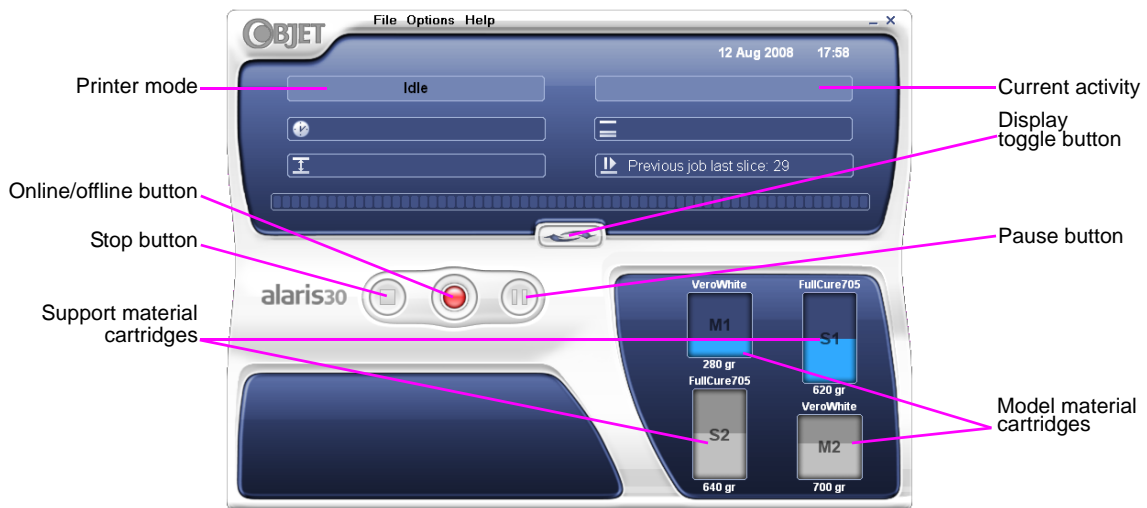 OBJET
File Options Help
12 Aug 2008 17:58
Printer mode
Idle
Current activity
Display
toggle button
Previous job last slice: 29
Online/offline button
Stop button
Pause button
alaris30
Support material
cartridges
VeroWhite
FullCure705
M1
S1
280 gr
620 gr
FullCure705
VeroWhite
S2
M2
640 gr
700 gr
Model material
cartridges